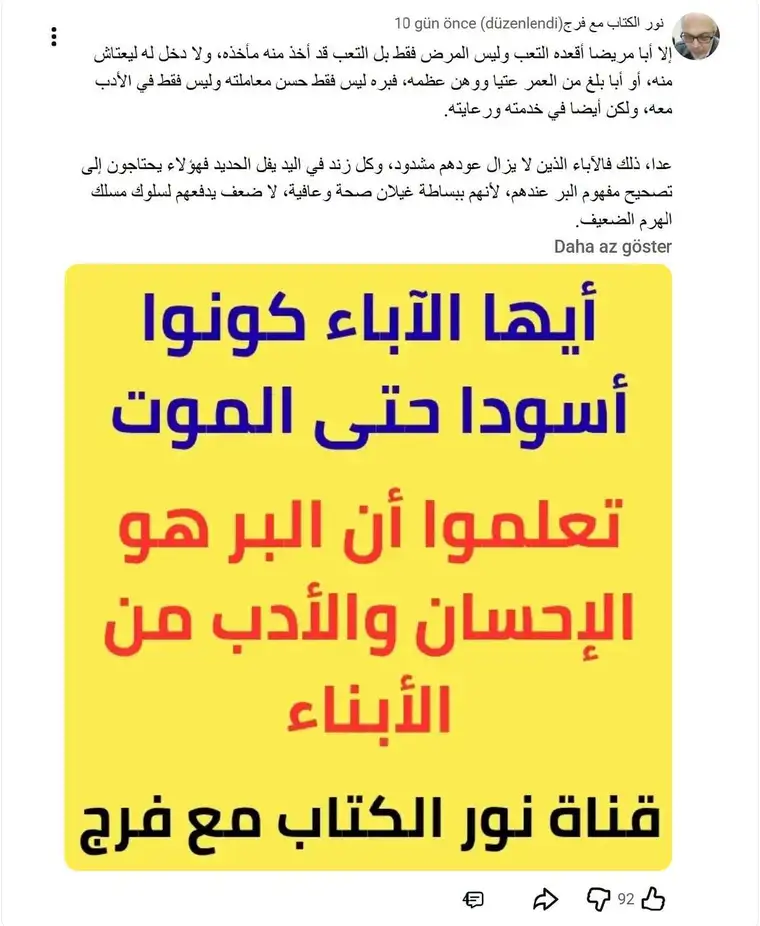 نور الكتاب مع فرج(düzenlendi) 10 gün önce
إلا أبا مريضا أقعده التعب وليس المرض فقط بل التعب قد أخذ منه مأخذه، ولا دخل له ليعتاش
منه، أو أبا بلغ من العمر عتيا ووهن عظمه، فبره ليس فقط حسن معاملته وليس فقط في الأدب
معه، ولكن أيضا في خدمته ورعايته.
عدا، ذلك فالآباء الذين لا يزال عودهم مشدود، وكل زند في اليد يفل الحديد فهؤلاء يحتاجون إلى
تصحيح مفهوم البر عندهم، لأنهم ببساطة غيلان صحة وعافية، لا ضعف يدفعهم لسلوك مسلك
الهرم الضعيف.
Daha az göster
أيها الآباء كونوا
أسودا حتى الموت
تعلموا أن البر هو
الإحسان والأدب من
الأبناء
قناة نور الكتاب مع فرج
92